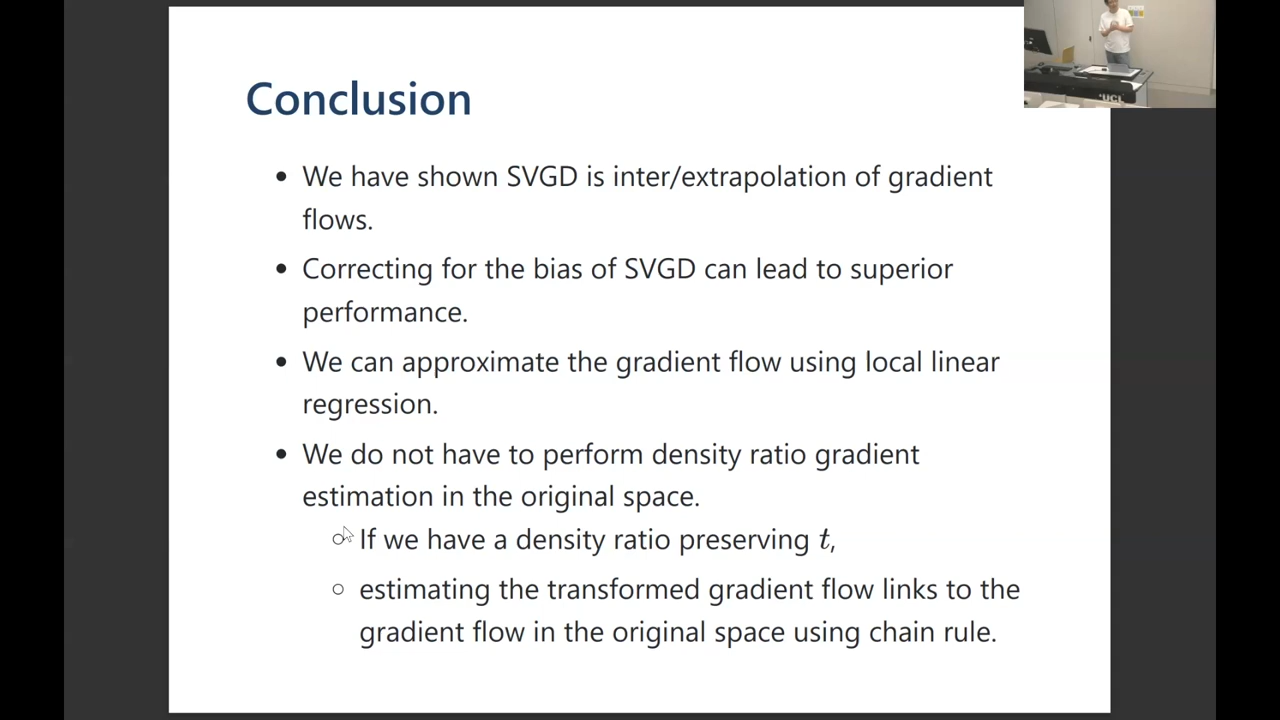 Conclusion
• We have shown SVGD is inter/extrapolation of gradient
flows.
• Correcting for the bias of SVGD can lead to superior
performance.
• We can approximate the gradient flow using local linear
regression.
• We do not have to perform density ratio gradient
estimation in the original space.
○ If we have a density ratio preserving t,
○ estimating the transformed gradient flow links to the
gradient flow in the original space using chain rule.
UCL